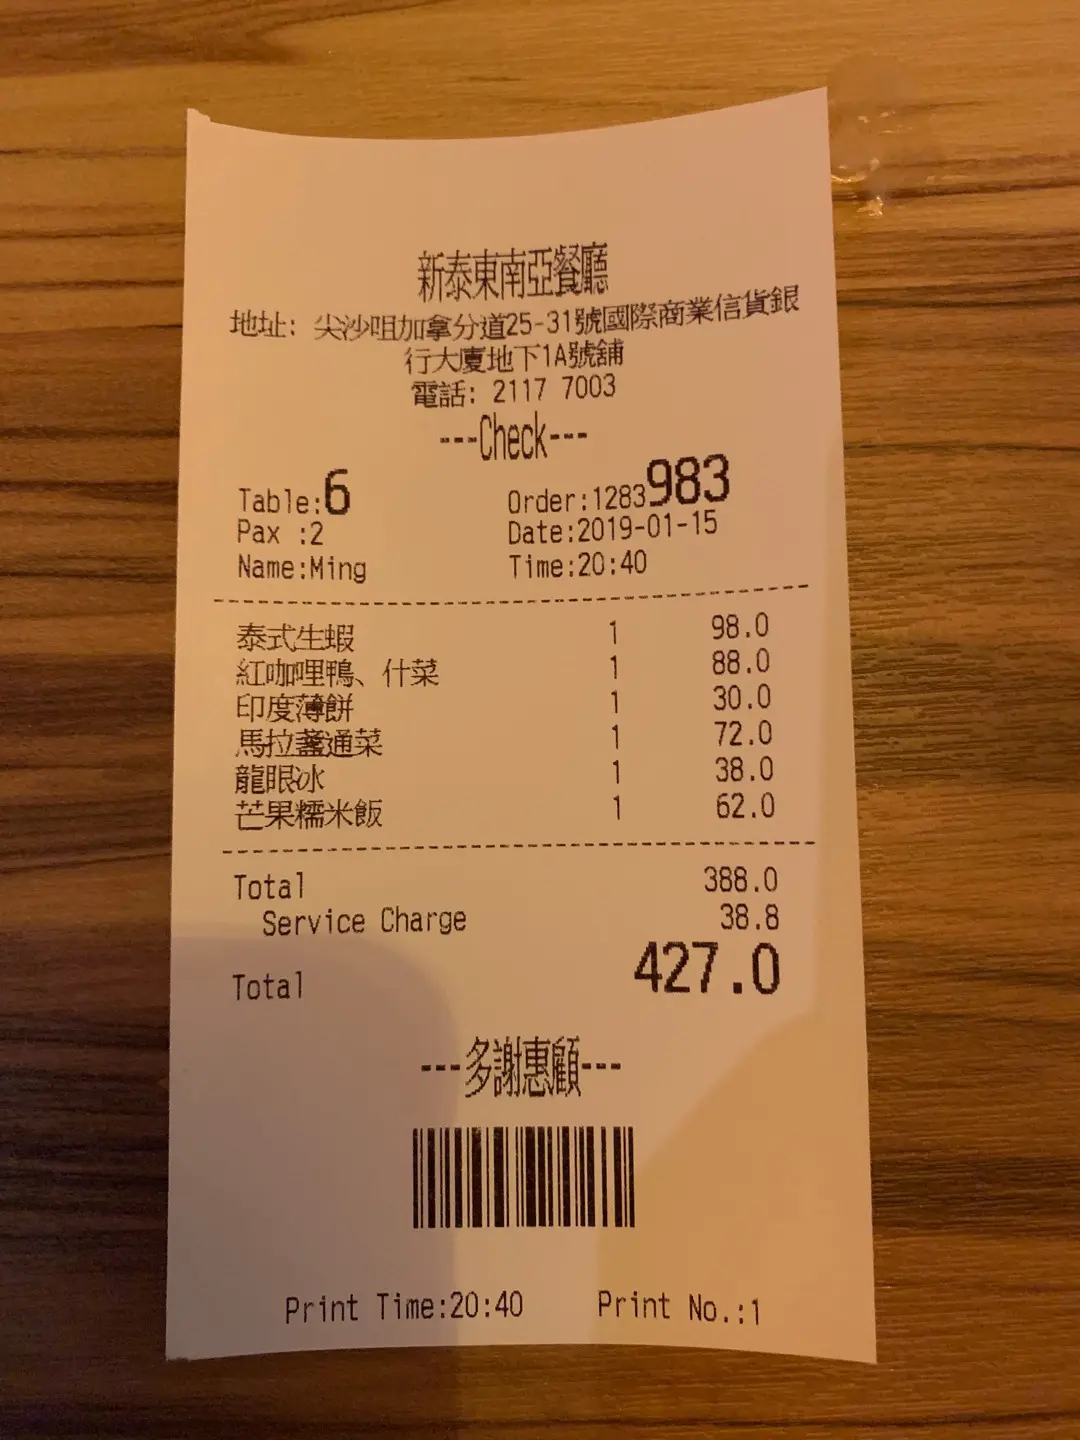 新泰東南亞餐廳
地址: 尖沙咀加拿分道25-31號國際商業信貨銀
行大廈地下1A號舖
電話: 2117 7003
---Check---
Table:6 Order:1283983
Pax :2 Date:2019-01-15
Name:Ming Time:20:40
泰式生蝦 1 98.0
紅咖哩鴨、什菜 1 88.0
印度薄餅 1 30.0
馬拉盞通菜 1 72.0
龍眼冰 1 38.0
芒果糯米飯 1 62.0
Total 388.0
Service Charge 38.8
Total 427.0
---多謝惠顧---
Print Time:20:40 Print No.:1